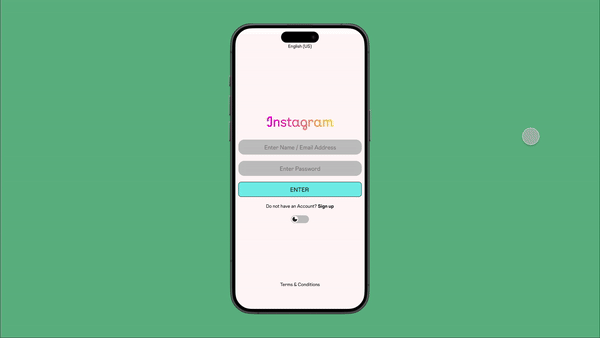 English (US)
Instagram
Enter Name / Email Address
Enter Password
ENTER
Do not have an Account? Sign up
Terms & Conditions